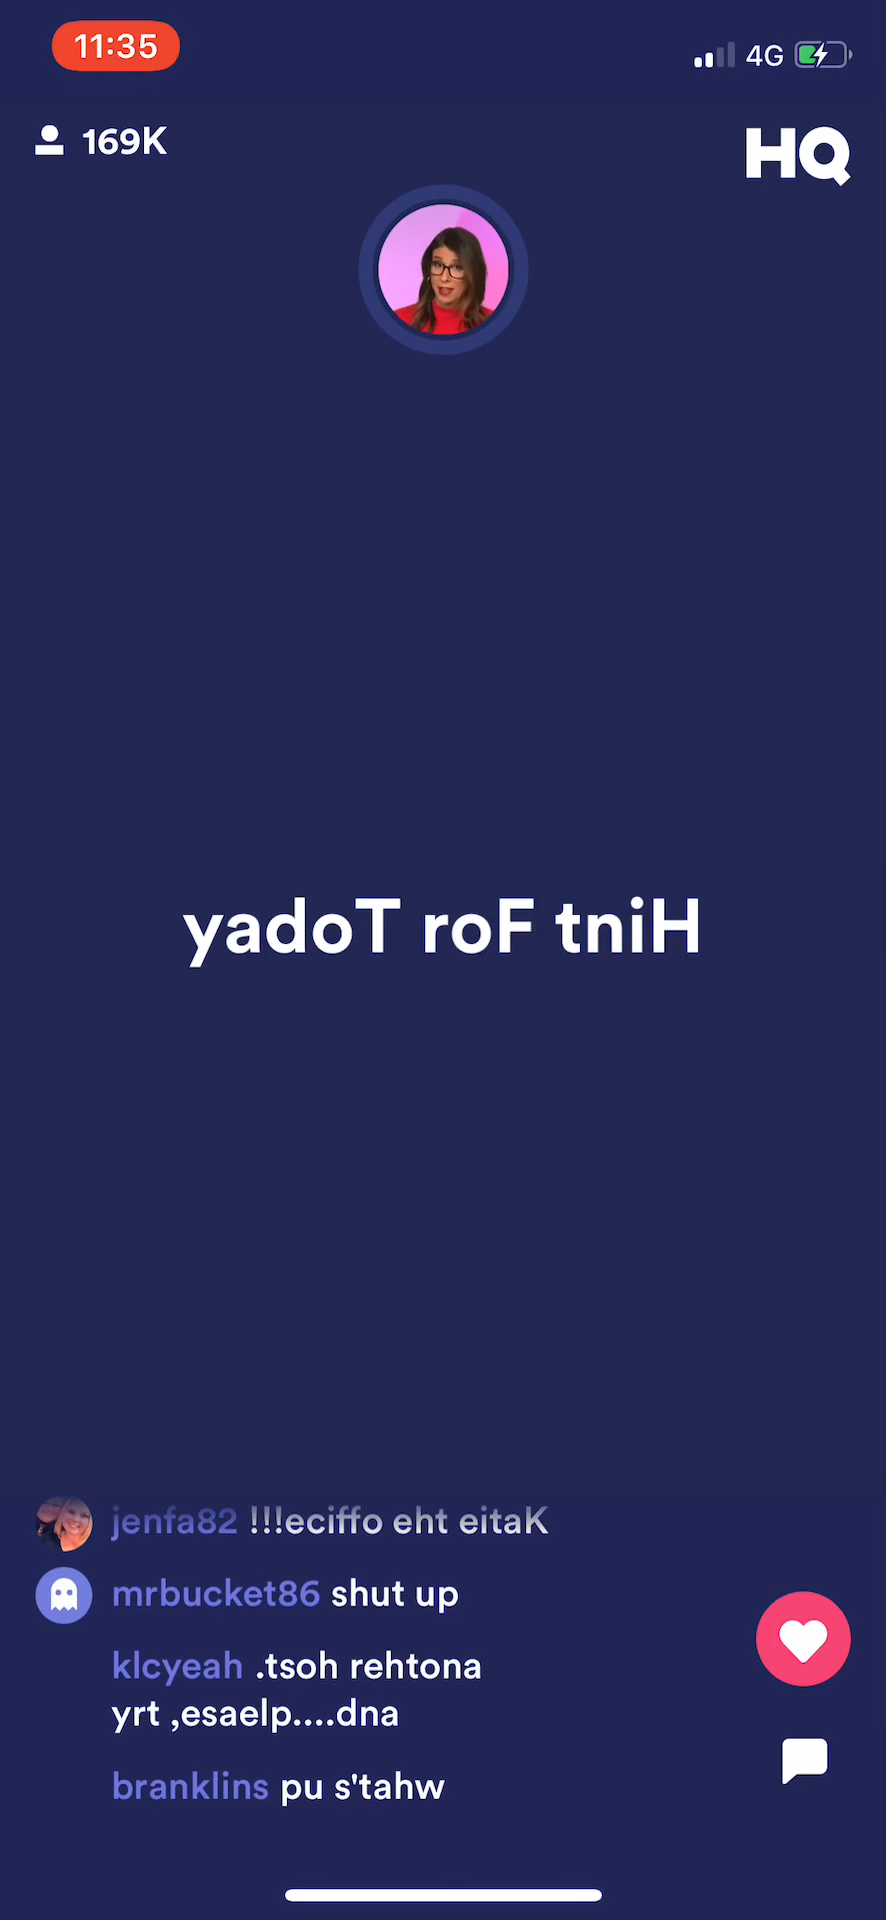 11:35
4G
169K
HQ
yadoT roF tniH
jenfa82 !!!eciffo eht eitaK
mrbucket86 shut up
klcyeah .tsoh rehtona
yrt ,esaelp....dna
branklins pu s'tahw